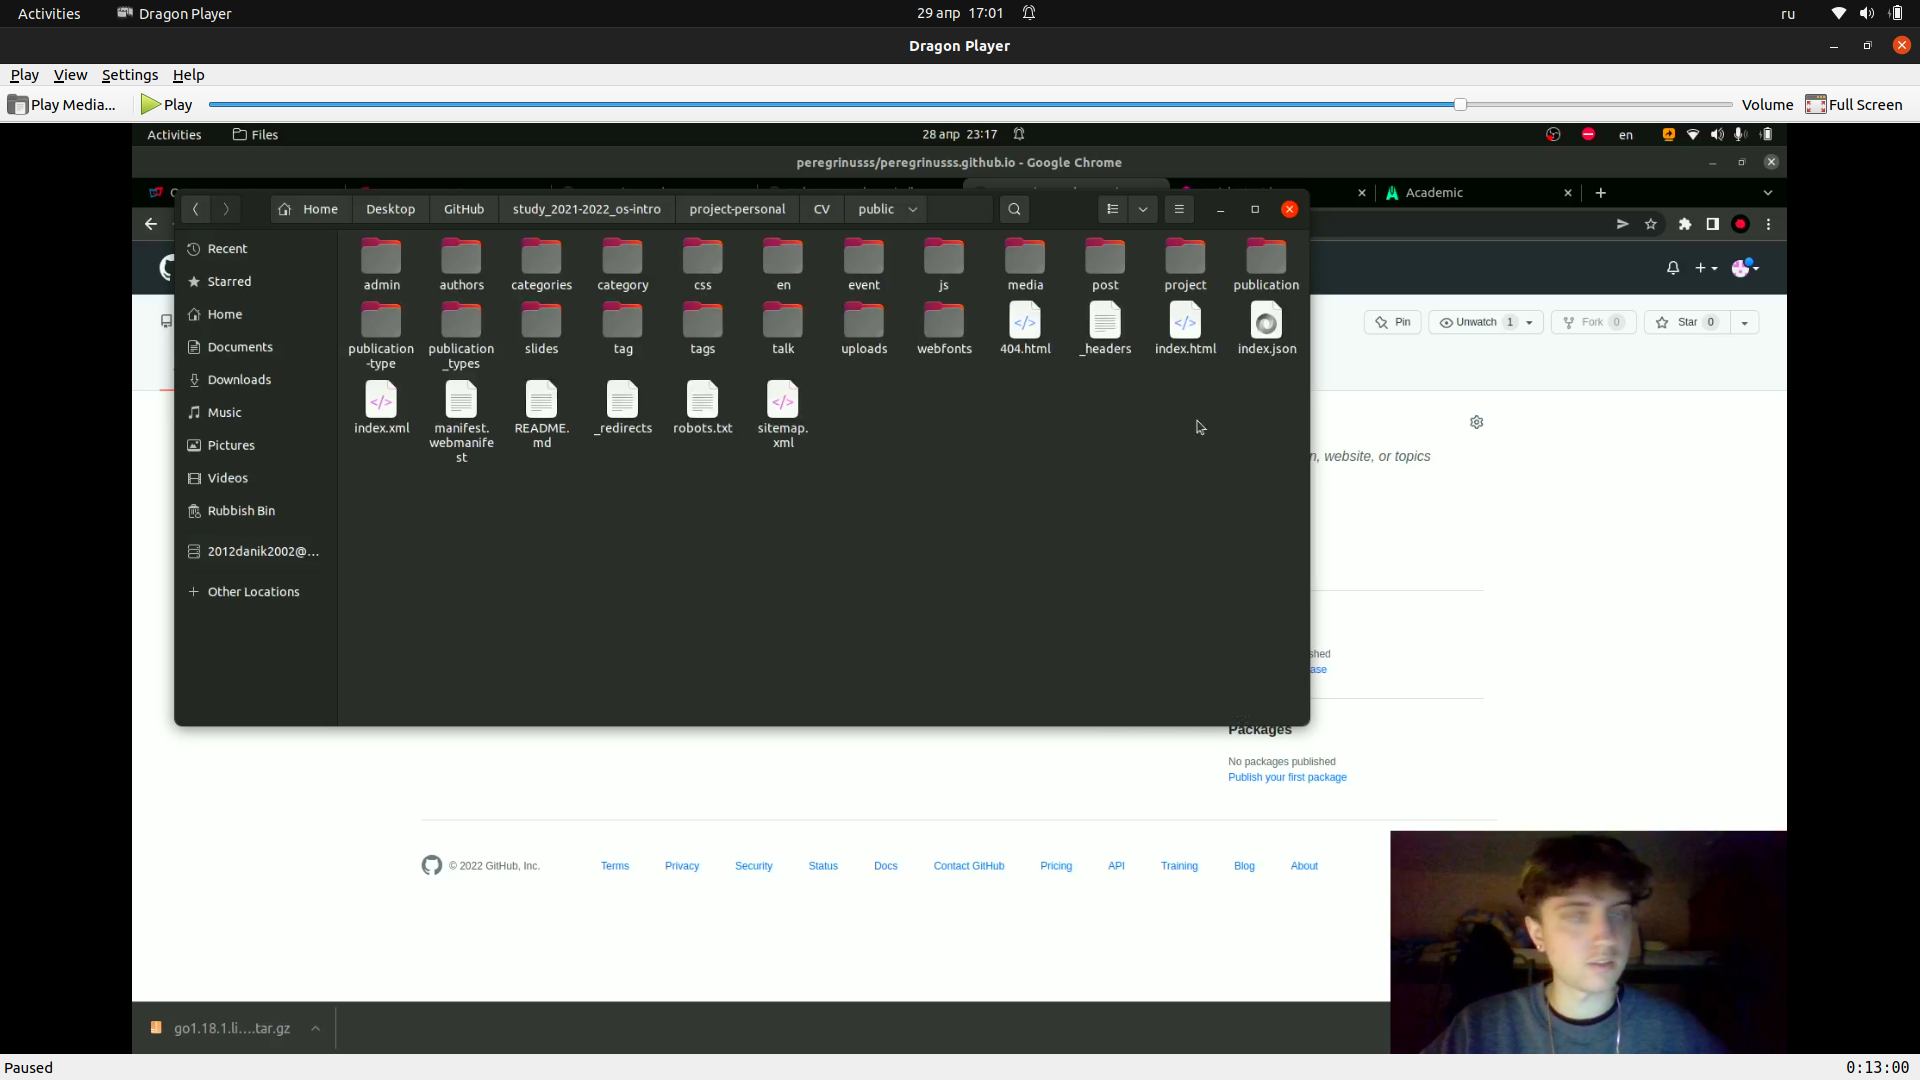 Activities
Dragon Player
29 апр 17:01
ru
Dragon Player
Play View Settings Help
Play Media...
Play
Volume
Full Screen
Activities
Files
28 апр 23:17
en
peregrinusss/peregrinusss.github.io - Google Chrome
Academic
Home
Desktop
GitHub
study_2021-2022_os-intro
project-personal
CV
public
Recent
Starred
Home
Documents
Downloads
Music
Pictures
Videos
Rubbish Bin
2012danik2002@...
Other Locations
admin
authors
categories
category
css
en
event
js
media
post
project
publication
publication
-type
publication
_types
slides
tag
tags
talk
uploads
webfonts
404.html
_headers
index.html
index.json
index.xml
manifest.
webmanife
st
README.
md
_redirects
robots.txt
sitemap.
xml
Pin
Unwatch 1
Fork 0
Star 0
n, website, or topics
shed
ase
Packages
No packages published
Publish your first package
© 2022 GitHub, Inc.
Terms
Privacy
Security
Status
Docs
Contact GitHub
Pricing
API
Training
Blog
About
go1.18.1.li....tar.gz
Paused
0:13:00